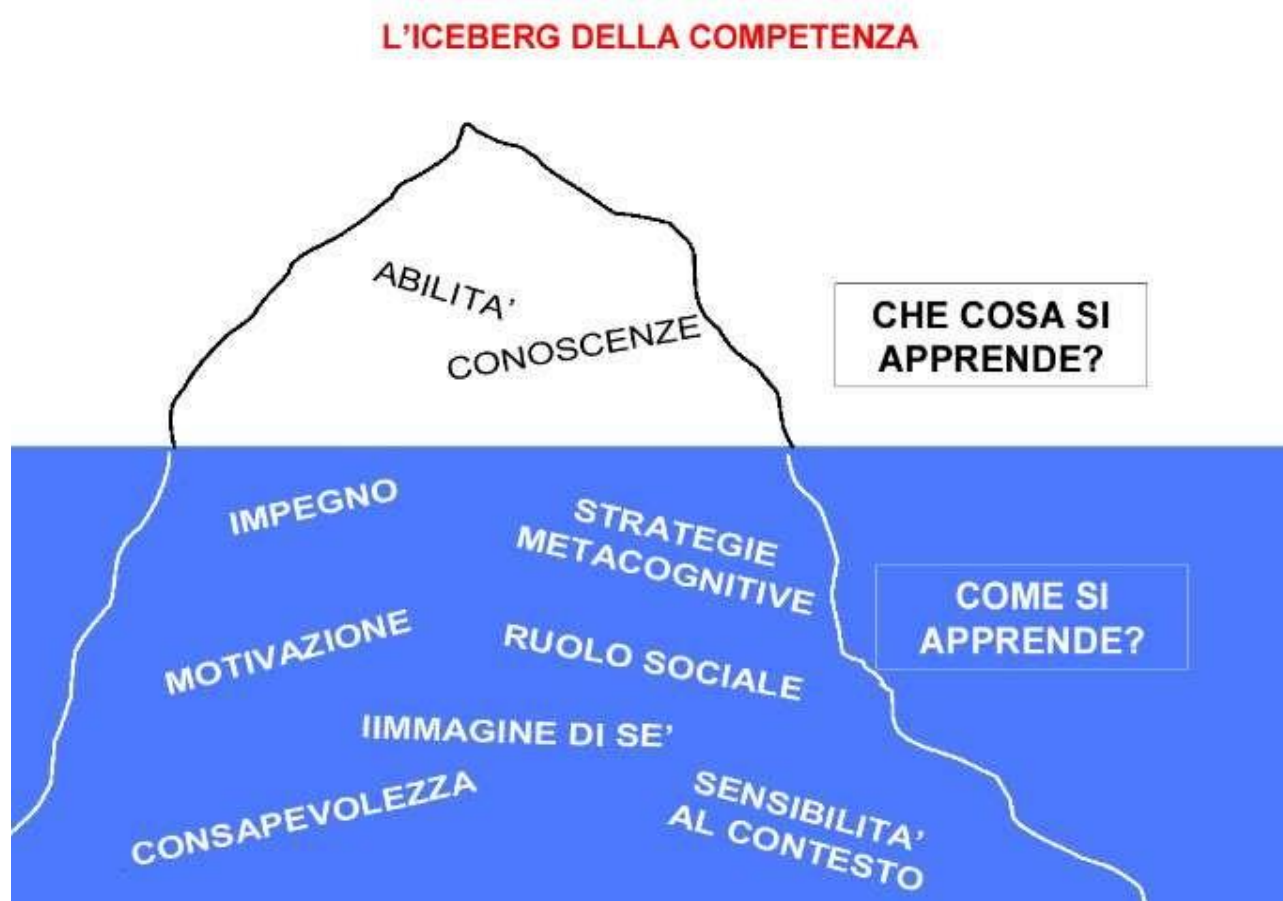 L'ICEBERG DELLA COMPETENZA
ABILITA'
CONOSCENZE
CHE COSA SI
APPRENDE?
IMPEGNO
STRATEGIE
METACOGNITIVE
COME SI
APPRENDE?
MOTIVAZIONE
RUOLO SOCIALE
IIMMAGINE DI SE'
CONSAPEVOLEZZA
SENSIBILITA'
AL CONTESTO